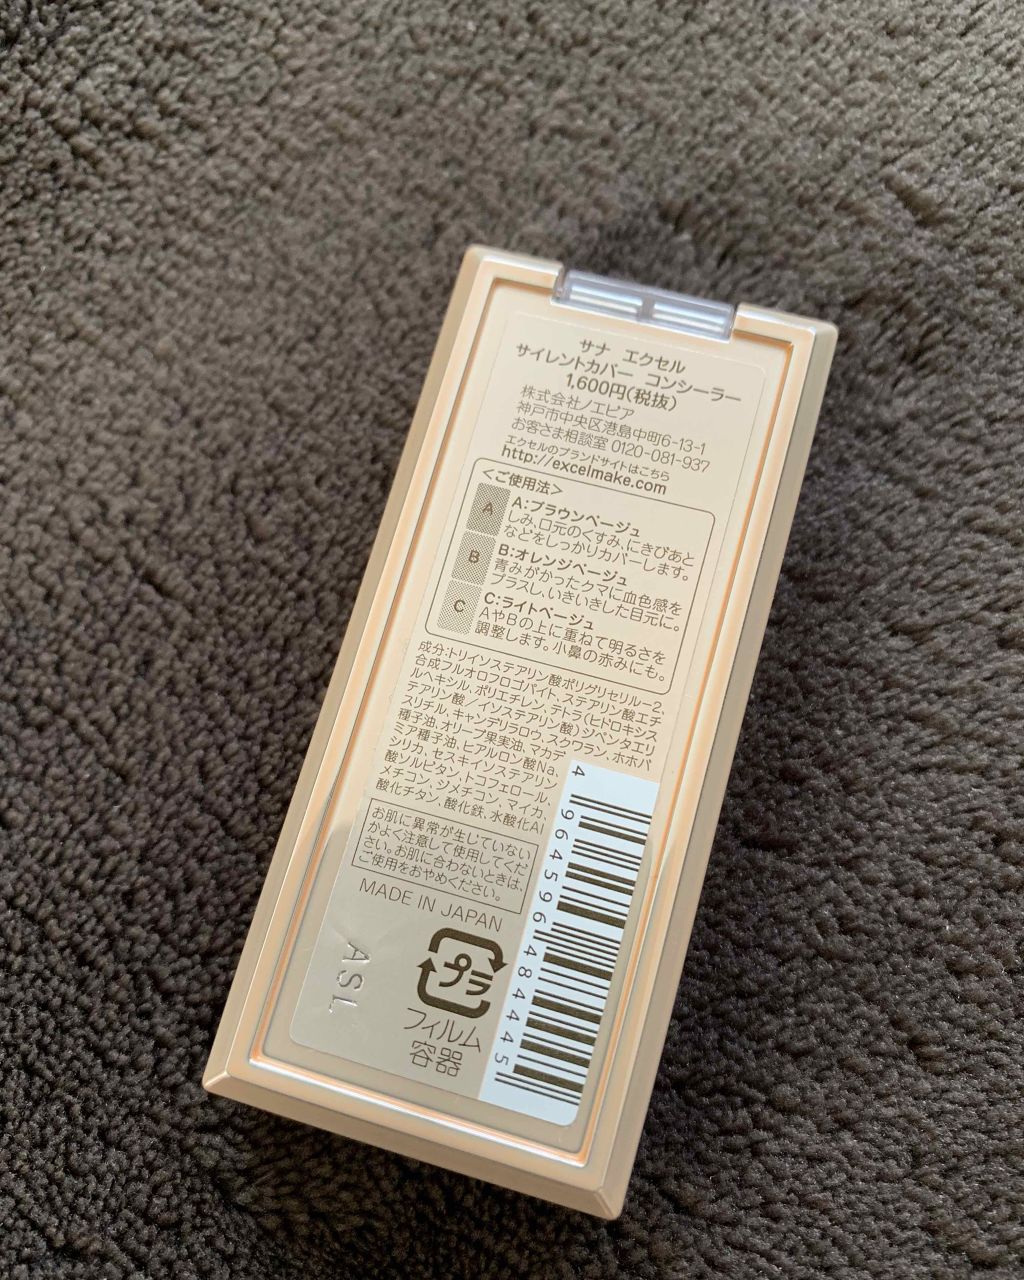 サナ エクセル
サイレントカバー コンシーラー
1,600円(税抜)
株式会社ノエビア
神戸市中央区港島中町6-13-1
お客さま相談室 0120-081-937
エクセルのブランドサイトはこちら
http://excelmake.com
＜ご使用法＞
A
A:ブラウンベージュ
しみ、口元のくすみ、にきびあと
などをしっかりカバーします。
B
B:オレンジベージュ
青みがかったクマに血色感を
プラスし、いきいきした目元に。
C
C:ライトベージュ
AやBの上に重ねて明るさを
調整します。小鼻の赤みにも。
成分:トリイソステアリン酸ポリグリセリル－2、
合成フルオロフロゴパイト、ステアリン酸エチ
ルヘキシル、ポリエチレン、テトラ(ヒドロキシス
テアリン酸／イソステアリン酸)ジペンタエリ
スリチル、キャンデリラロウ、スクワラン、ホホバ
種子油、オリーブ果実油、マカデ
ミア種子油、ヒアルロン酸Na、
シリカ、セスキイソステアリン
酸ソルビタン、トコフェロール、
メチコン、ジメチコン、マイカ、
酸化チタン、酸化鉄、水酸化Al
お肌に異常が生じていない
かよく注意して使用してくだ
さい。お肌に合わないときは、
ご使用をおやめください。
MADE IN JAPAN
プラ
フィルム
容器
ASL
4 964596 484445